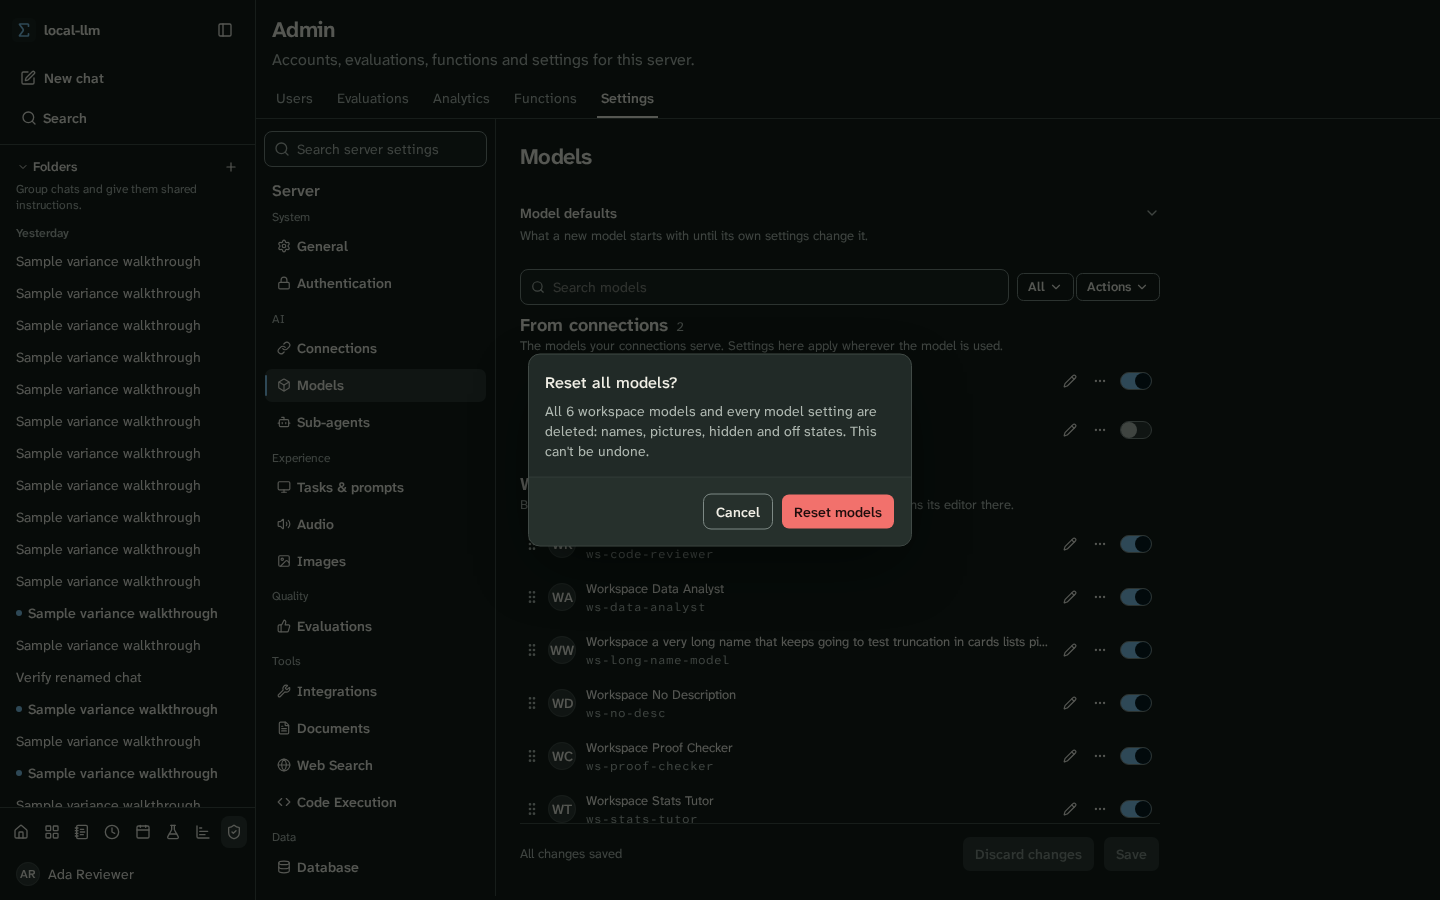 local-llm
New chat
Search
Folders
Group chats and give them shared
instructions.
Yesterday
Sample variance walkthrough
Sample variance walkthrough
Sample variance walkthrough
Sample variance walkthrough
Sample variance walkthrough
Sample variance walkthrough
Sample variance walkthrough
Sample variance walkthrough
Sample variance walkthrough
Sample variance walkthrough
Sample variance walkthrough
Sample variance walkthrough
Sample variance walkthrough
Verify renamed chat
Sample variance walkthrough
Sample variance walkthrough
Sample variance walkthrough
Sample variance walkthrough
AR Ada Reviewer
Admin
Accounts, evaluations, functions and settings for this server.
Users Evaluations Analytics Functions Settings
Search server settings
Server
System
General
Authentication
AI
Connections
Models
Sub-agents
Experience
Tasks & prompts
Audio
Images
Quality
Evaluations
Tools
Integrations
Documents
Web Search
Code Execution
Data
Database
Models
Model defaults
What a new model starts with until its own settings change it.
Search models All Actions
From connections 2
The models your connections serve. Settings here apply wherever the model is used.
Reset all models?
All 6 workspace models and every model setting are
deleted: names, pictures, hidden and off states. This
can't be undone.
Cancel Reset models
its editor there.
ws-code-reviewer
WA Workspace Data Analyst
ws-data-analyst
WW Workspace a very long name that keeps going to test truncation in cards lists pi...
ws-long-name-model
WD Workspace No Description
ws-no-desc
WC Workspace Proof Checker
ws-proof-checker
WT Workspace Stats Tutor
ws-stats-tutor
All changes saved Discard changes Save